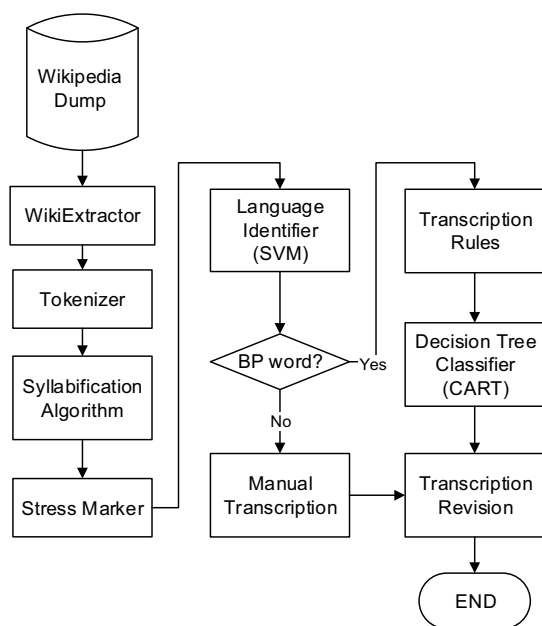 Wikipedia
Dump
WikiExtractor
Tokenizer
Syllabification
Algorithm
Stress Marker
Language
Identifier
(SVM)
BP word?
Yes
No
Manual
Transcription
Transcription
Rules
Decision Tree
Classifier
(CART)
Transcription
Revision
END